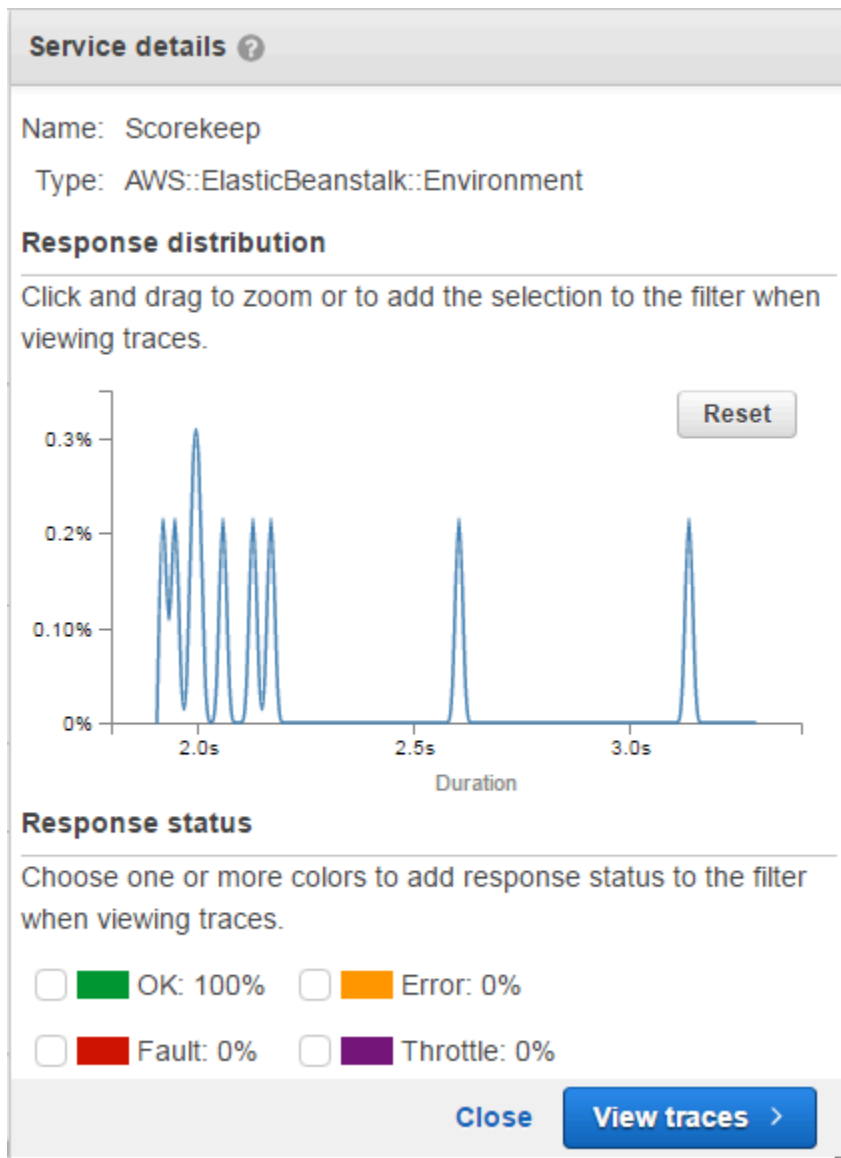 Service details ?
Name: Scorekeep
Type: AWS::ElasticBeanstalk::Environment
Response distribution
Click and drag to zoom or to add the selection to the filter when
viewing traces.
Reset
0.3%
0.2%
0.10%
0%
2.0s 2.5s 3.0s
Duration
Response status
Choose one or more colors to add response status to the filter
when viewing traces.
OK: 100% Error: 0%
Fault: 0% Throttle: 0%
Close View traces >